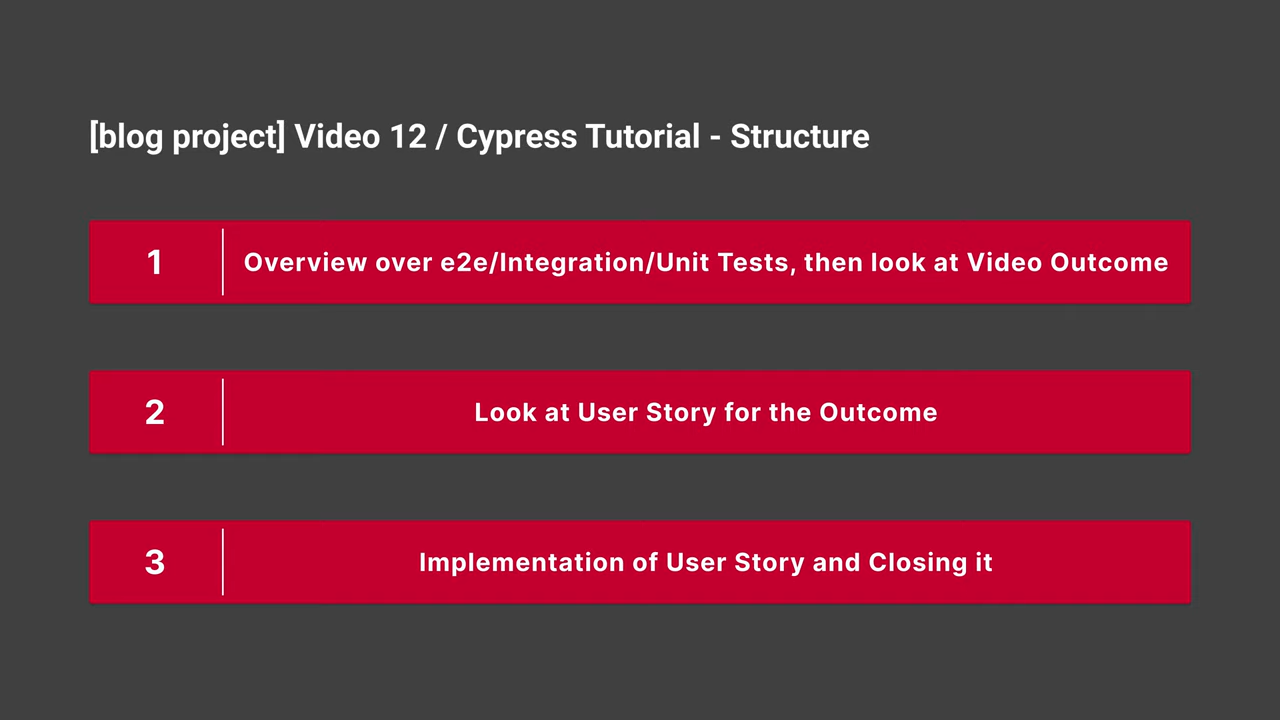 [blog project] Video 12 / Cypress Tutorial - Structure
1
Overview over e2e/Integration/Unit Tests, then look at Video Outcome
2
Look at User Story for the Outcome
3
Implementation of User Story and Closing it